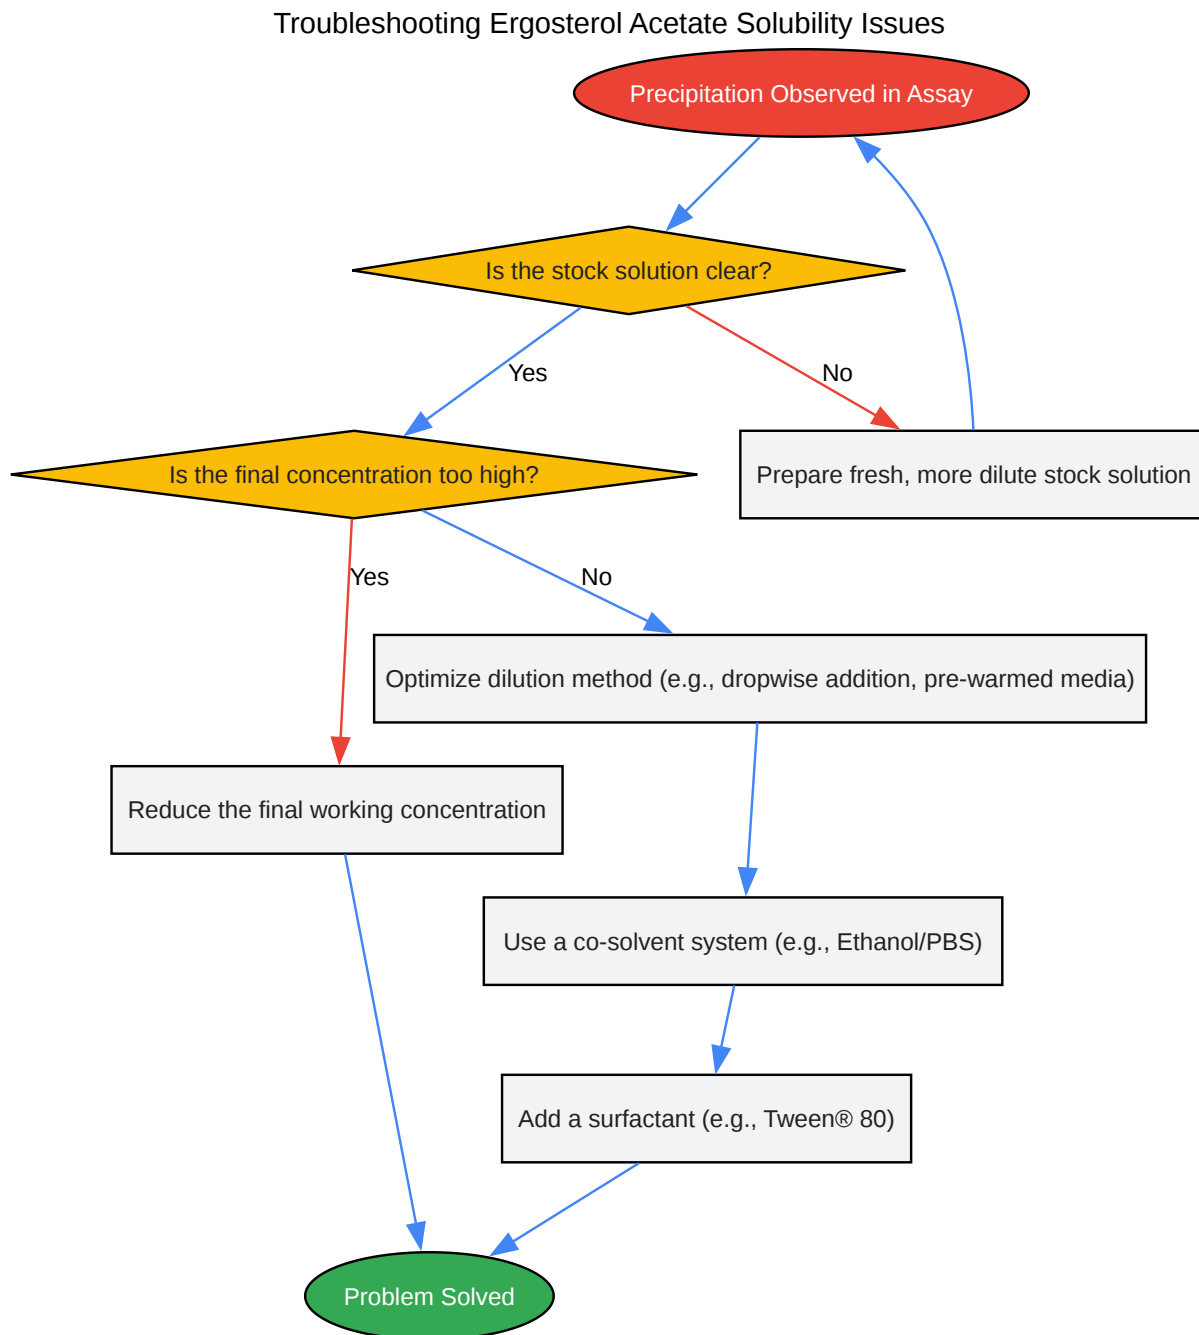 Troubleshooting Ergosterol Acetate Solubility Issues
Precipitation Observed in Assay
Is the stock solution clear?
Yes
No
Is the final concentration too high?
Prepare fresh, more dilute stock solution
Yes
No
Optimize dilution method (e.g., dropwise addition, pre-warmed media)
Reduce the final working concentration
Use a co-solvent system (e.g., Ethanol/PBS)
Add a surfactant (e.g., Tween® 80)
Problem Solved